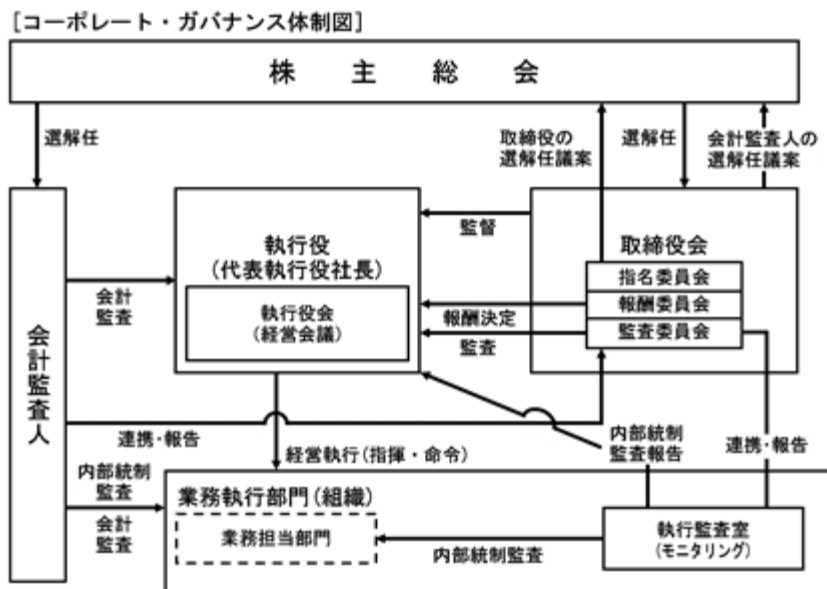 [コーポレート・ガバナンス体制図]
株主総会
選解任
取締役の
選解任議案
選解任
会計監査人の
選解任議案
執行役
(代表執行役社長)
執行役会
(経営会議)
監督
取締役会
指名委員会
報酬委員会
監査委員会
会計
監査
報酬決定
監査
会計監査人
連携・報告
経営執行(指揮・命令)
内部統制
監査報告
連携・報告
内部統制
監査
会計
監査
業務執行部門(組織)
業務担当部門
内部統制監査
執行監査室
(モニタリング)